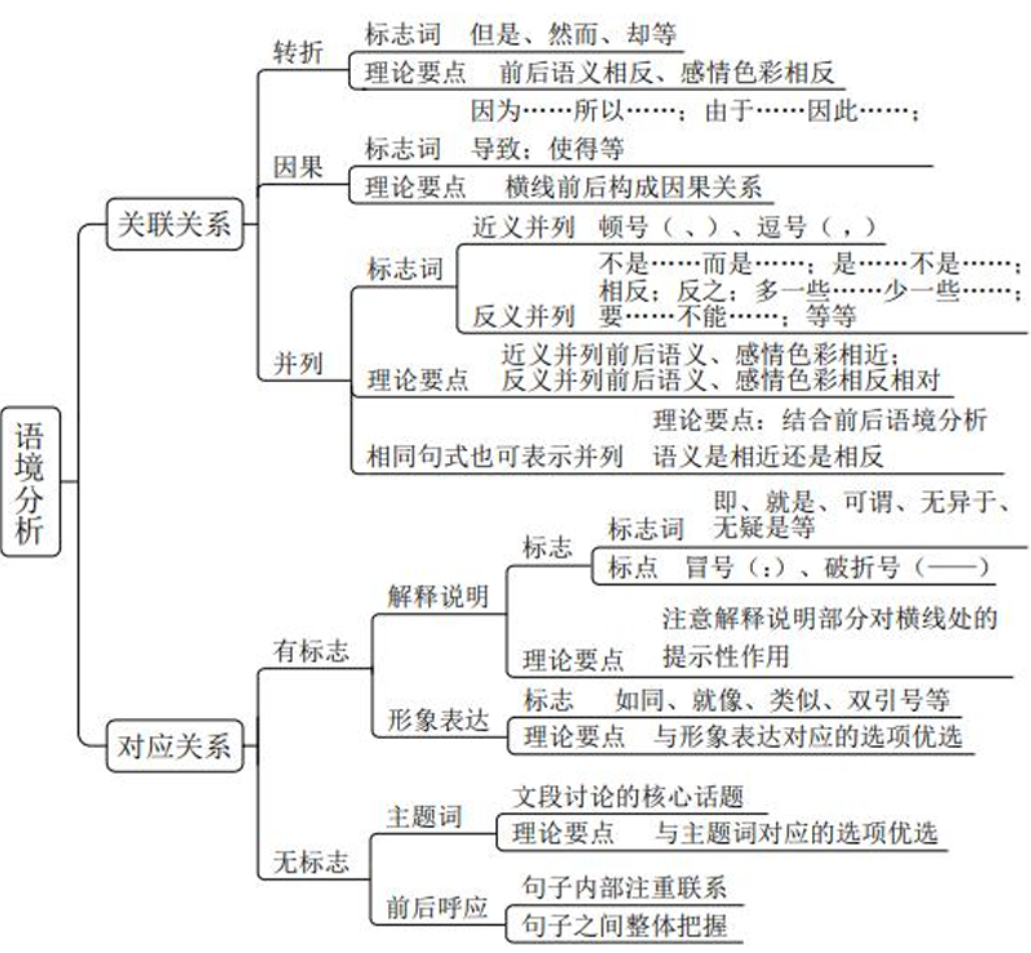 语境分析
关联关系
转折
标志词 但是、然而、却等
理论要点 前后语义相反、感情色彩相反
因果
因为……所以……；由于……因此……；
标志词 导致；使得等
理论要点 横线前后构成因果关系
并列
标志词
近义并列 顿号（、）、逗号（，）
不是……而是……；是……不是……；
相反；反之；多一些……少一些……；
反义并列 要……不能……；等等
近义并列前后语义、感情色彩相近；
理论要点 反义并列前后语义、感情色彩相反相对
理论要点：结合前后语境分析
相同句式也可表示并列 语义是相近还是相反
对应关系
有标志
解释说明
标志
即、就是、可谓、无异于、
标志词 无疑是等
标点 冒号（：）、破折号（——）
注意解释说明部分对横线处的
理论要点 提示性作用
形象表达
标志 如同、就像、类似、双引号等
理论要点 与形象表达对应的选项优选
无标志
主题词
文段讨论的核心话题
理论要点 与主题词对应的选项优选
前后呼应
句子内部注重联系
句子之间整体把握